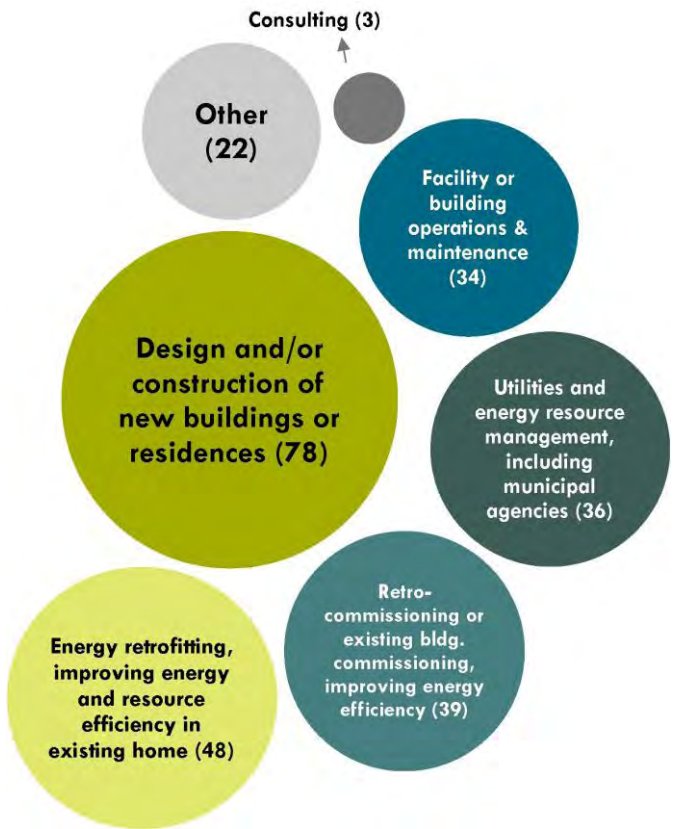 Consulting (3)
Other
(22)
Facility or
building
operations &
maintenance
(34)
Design and/or
construction of
new buildings or
residences (78)
Utilities and
energy resource
management,
including
municipal
agencies (36)
Retro-
commissioning or
existing bldg.
commissioning,
improving energy
efficiency (39)
Energy retrofitting,
improving energy
and resource
efficiency in
existing home (48)